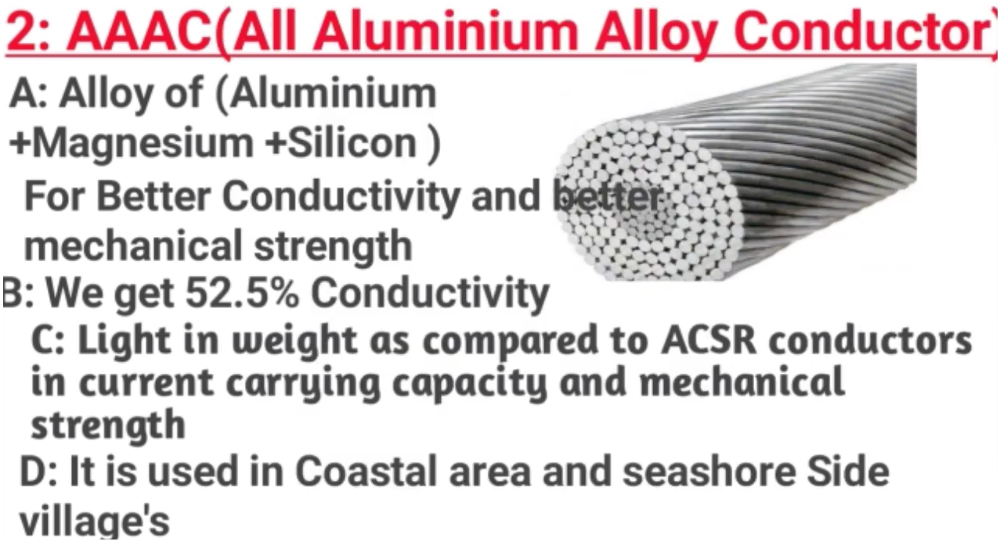 2: AAAC(All Aluminium Alloy Conductor)
A: Alloy of (Aluminium
+Magnesium +Silicon )
For Better Conductivity and better
mechanical strength
B: We get 52.5% Conductivity
C: Light in weight as compared to ACSR conductors
in current carrying capacity and mechanical
strength
D: It is used in Coastal area and seashore Side
village's